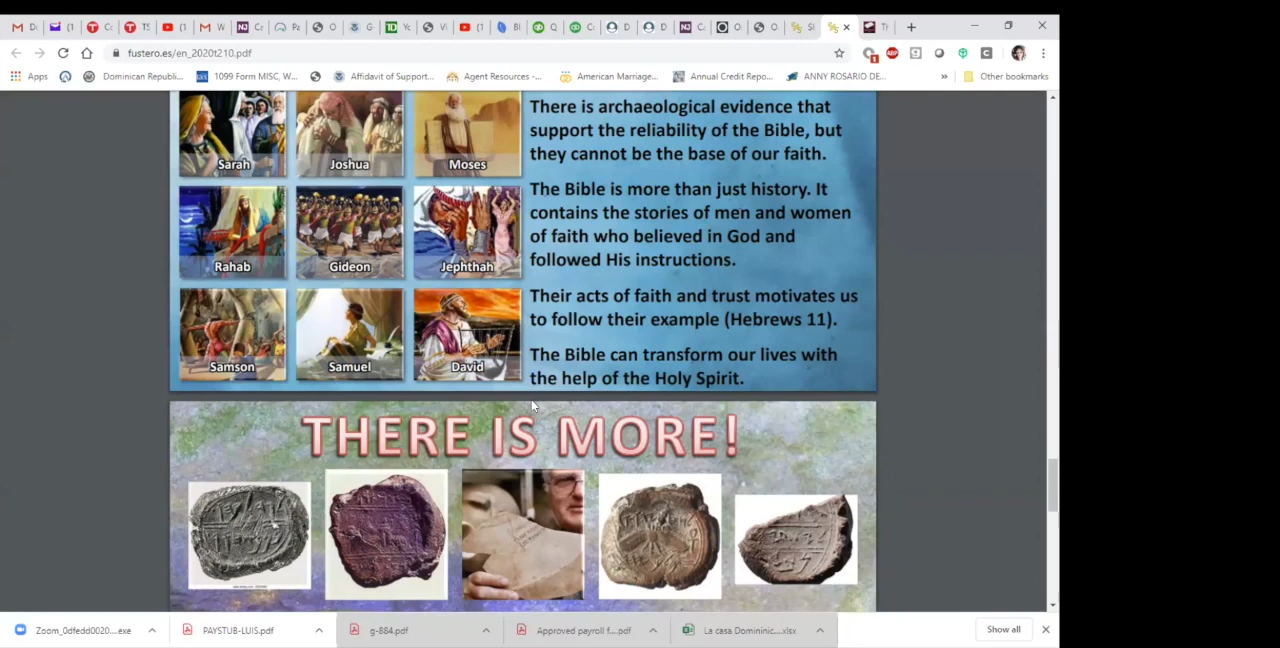 fustero.es/en_2020t210.pdf
Apps
Dominican Republi...
1099 Form MISC, W...
Affidavit of Support...
Agent Resources -...
American Marriage...
Annual Credit Repo...
ANNY ROSARIO DE...
»
Other bookmarks
Sarah
Joshua
Moses
There is archaeological evidence that
support the reliability of the Bible, but
they cannot be the base of our faith.
Rahab
Gideon
Jephthah
The Bible is more than just history. It
contains the stories of men and women
of faith who believed in God and
followed His instructions.
Samson
Samuel
David
Their acts of faith and trust motivates us
to follow their example (Hebrews 11).
The Bible can transform our lives with
the help of the Holy Spirit.
THERE IS MORE!
Zoom_0dfedd0020....exe
PAYSTUB-LUIS.pdf
g-884.pdf
Approved payroll f....pdf
La casa Domininic....xlsx
Show all